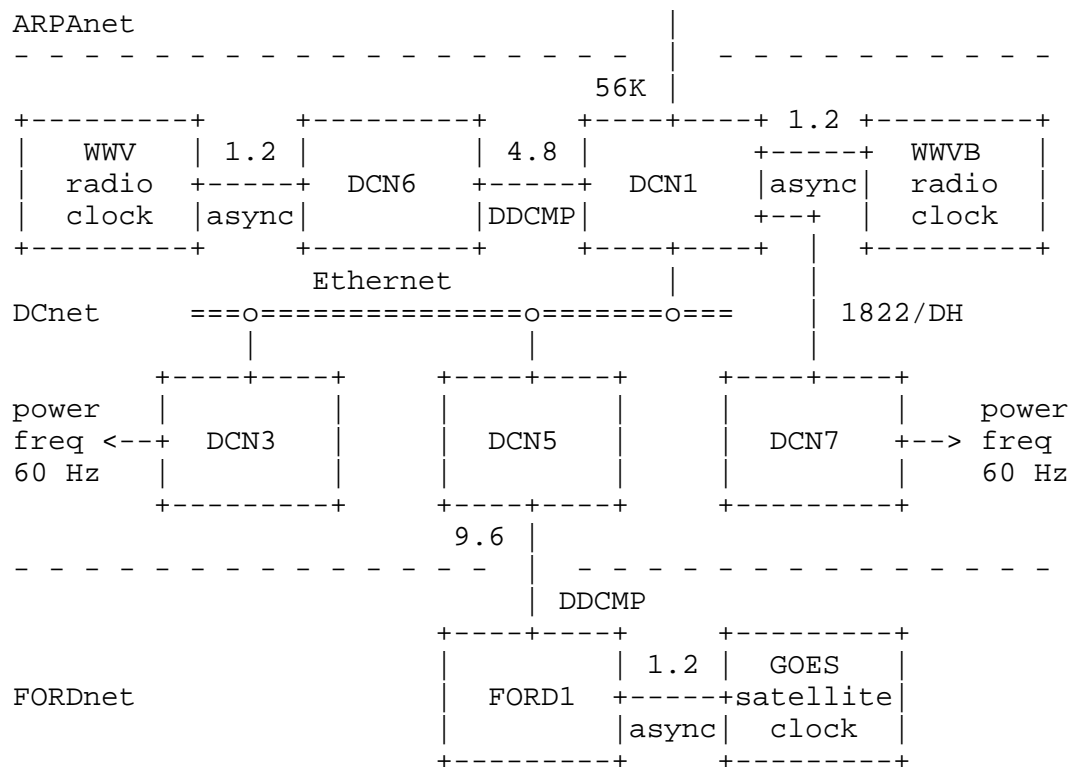 ARPAnet |
- - - - - - - - - - - - - - - - - - | - - - - - - - - - -
56K |
+---------+ +---------+ +----+----+ 1.2 +---------+
| WWV | 1.2 | | 4.8 | +-----+ WWVB |
| radio +-----+ DCN6 +-----+ DCN1 |async| radio |
| clock |async| |DDCMP| +--+ | clock |
+---------+ +---------+ +----+----+ | +---------+
Ethernet | |
DCnet ===o===============o=======o=== | 1822/DH
| | |
+----+----+ +----+----+ +----+----+
power | | | | | | power
freq <--+ DCN3 | | DCN5 | | DCN7 +--> freq
60 Hz | | | | | | 60 Hz
+---------+ +----+----+ +---------+
9.6 |
- - - - - - - - - - - - - - | - - - - - - - - - - - - - -
| DDCMP
+----+----+ +---------+
| | 1.2 | GOES |
FORDnet | FORD1 +-----+satellite|
| |async| clock |
+---------+ +---------+